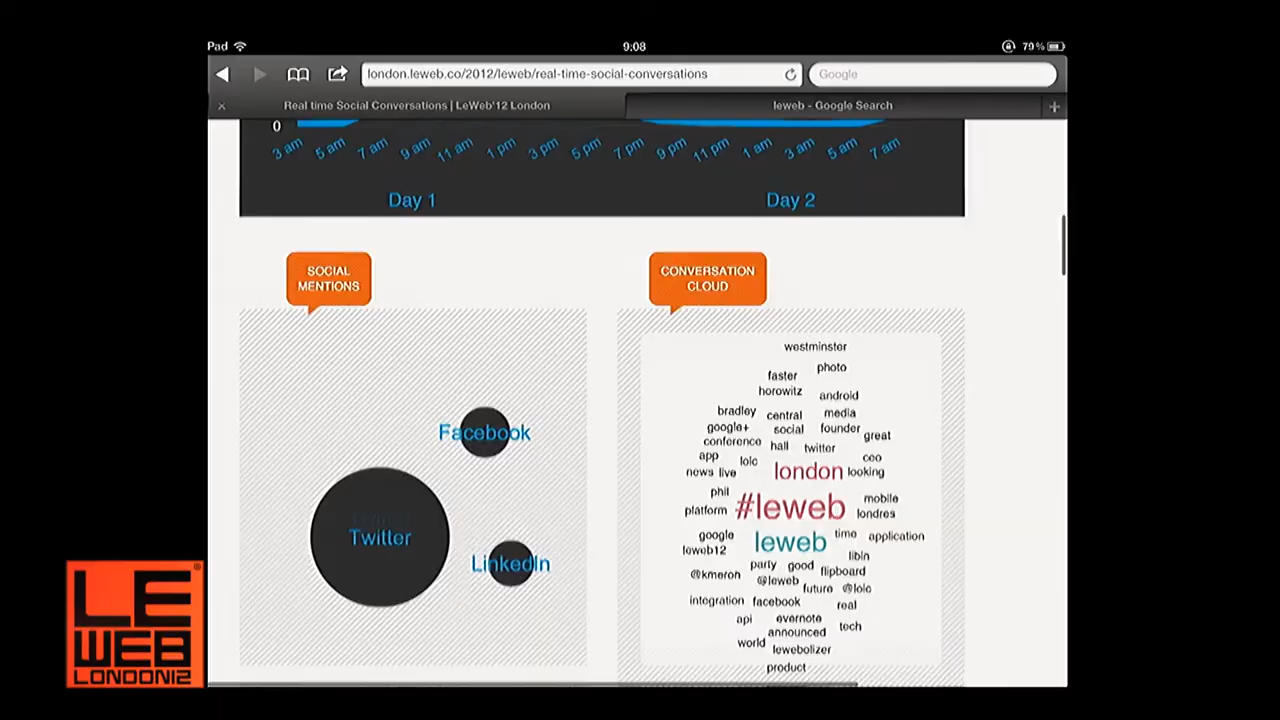 Pad 9:08 79%
london.leweb.co/2012/leweb/real-time-social-conversations
Google
Real time Social Conversations | LeWeb'12 London
leweb - Google Search
0
3 am 5 am 7 am 9 am 11 am 1 pm 3 pm 5 pm 7 pm 9 pm 11 pm 1 am 3 am 5 am 7 am
Day 1 Day 2
SOCIAL
MENTIONS
Facebook
Twitter
LinkedIn
CONVERSATION
CLOUD
westminster
photo
faster
horowitz android
bradley central media
google+ social founder great
conference hall twitter
app loic ceo
news live london looking
phil #leweb mobile
platform londres
google leweb time application
leweb12 libin
party good flipboard
@kmeron @leweb future @loic
integration facebook real
api evernote tech
announced
world lewebolizer
product
LE
WEB
LONDON12